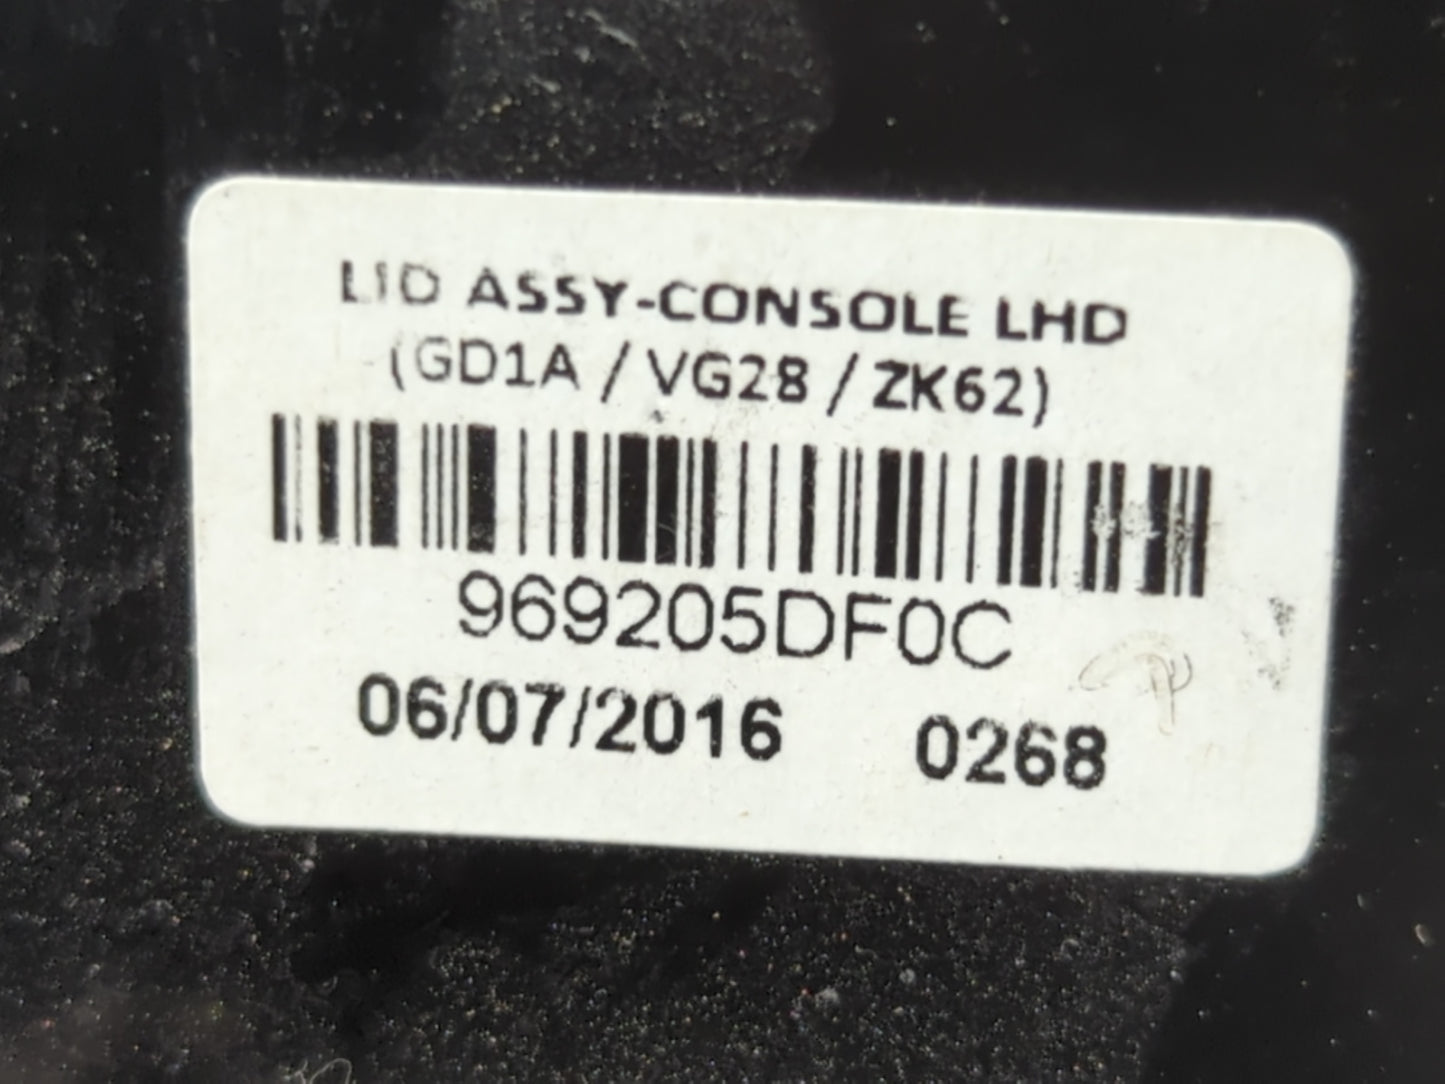 LID ASSY-CONSOLE LHD
(GD1A / VG28 / ZK62)
969205DF0C
06/07/2016 0268